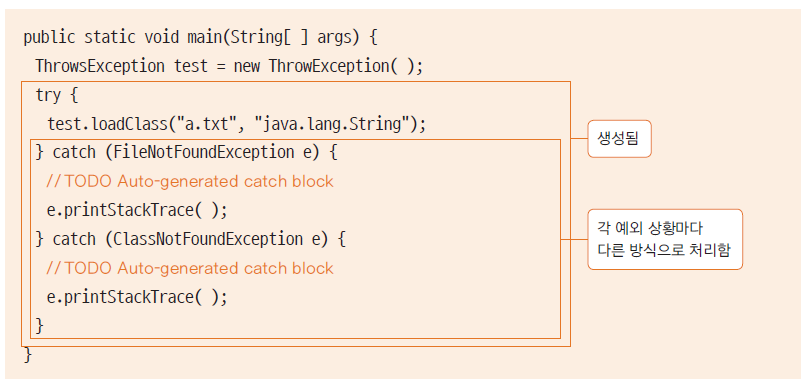 public static void main(String[ ] args) {
ThrowsException test = new ThrowException( );
try {
test.loadClass("a.txt", "java.lang.String");
} catch (FileNotFoundException e) {
// TODO Auto-generated catch block
e.printStackTrace( );
} catch (ClassNotFoundException e) {
// TODO Auto-generated catch block
e.printStackTrace( );
}
}
생성됨
각 예외 상황마다
다른 방식으로 처리함